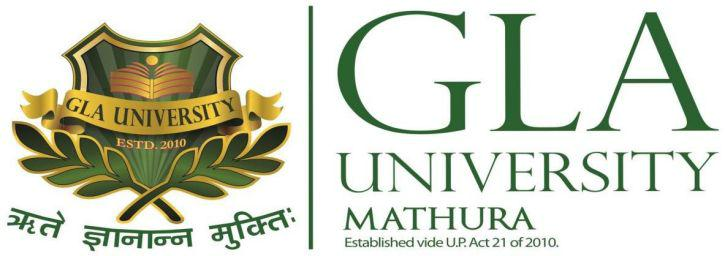 GLA UNIVERSITY
ESTD. 2010
ऋते ज्ञानान्न मुक्तिः
GLA
UNIVERSITY
MATHURA
Established vide U.P. Act 21 of 2010.